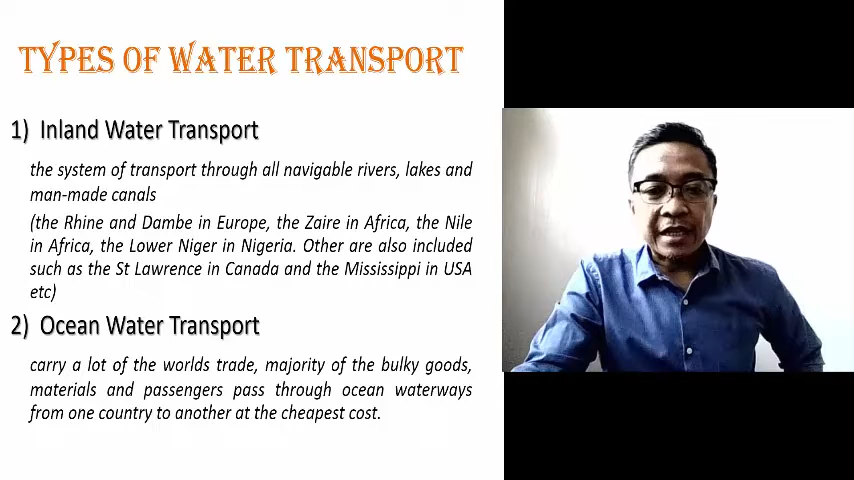 TYPES OF WATER TRANSPORT
1) Inland Water Transport
the system of transport through all navigable rivers, lakes and
man-made canals
(the Rhine and Dambe in Europe, the Zaire in Africa, the Nile
in Africa, the Lower Niger in Nigeria. Other are also included
such as the St Lawrence in Canada and the Mississippi in USA
etc)
2) Ocean Water Transport
carry a lot of the worlds trade, majority of the bulky goods,
materials and passengers pass through ocean waterways
from one country to another at the cheapest cost.